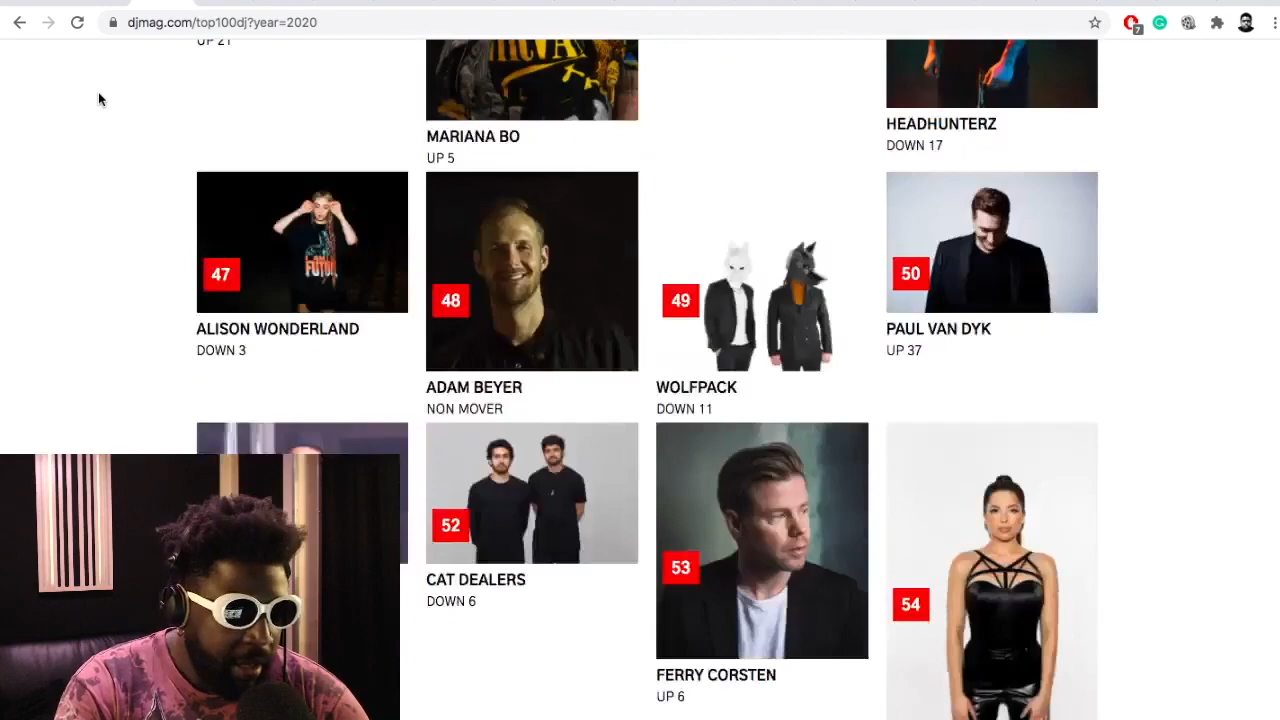 djmag.com/top100dj?year=2020
7
UP 21
MARIANA BO
UP 5
HEADHUNTERZ
DOWN 17
47
ALISON WONDERLAND
DOWN 3
48
ADAM BEYER
NON MOVER
49
WOLFPACK
DOWN 11
50
PAUL VAN DYK
UP 37
52
CAT DEALERS
DOWN 6
53
FERRY CORSTEN
UP 6
54